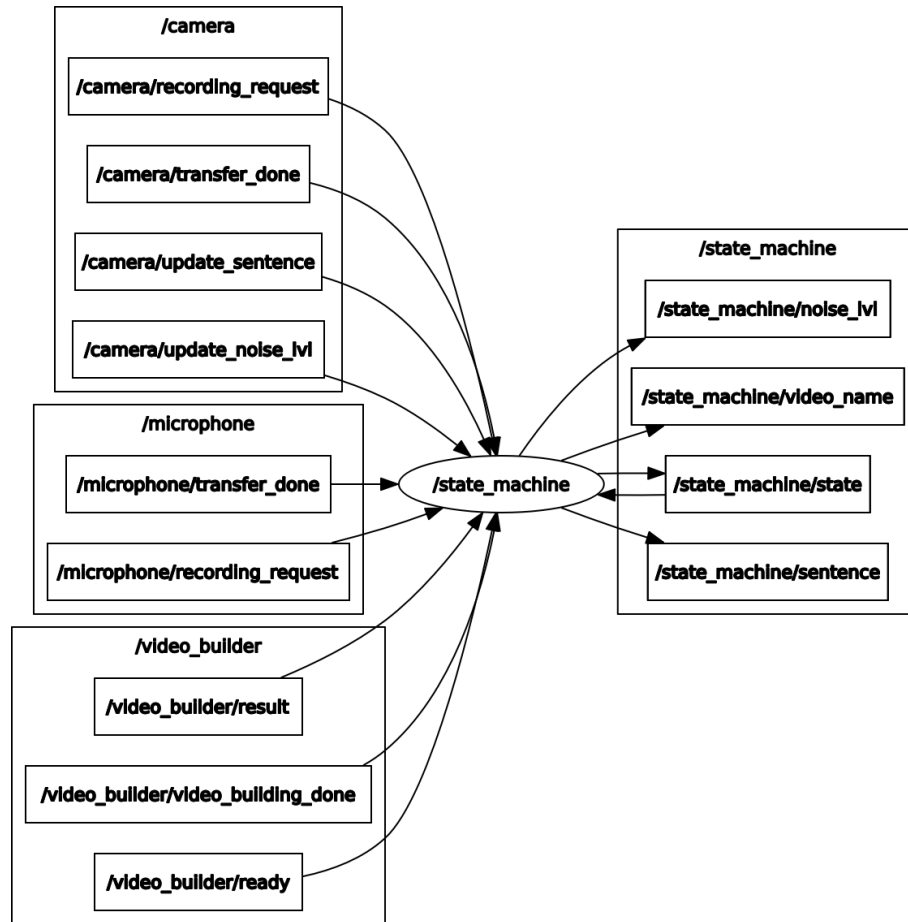 /camera
/camera/recording_request
/camera/transfer_done
/camera/update_sentence
/camera/update_noise_lvl
/microphone
/microphone/transfer_done
/microphone/recording_request
/video_builder
/video_builder/result
/video_builder/video_building_done
/video_builder/ready
/state_machine
/state_machine
/state_machine/noise_lvl
/state_machine/video_name
/state_machine/state
/state_machine/sentence